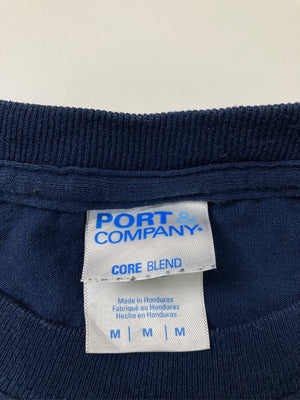 PORT &
COMPANY®
CORE BLEND
Made in Honduras
Fabriqué au Honduras
Hecho en Honduras
M | M | M